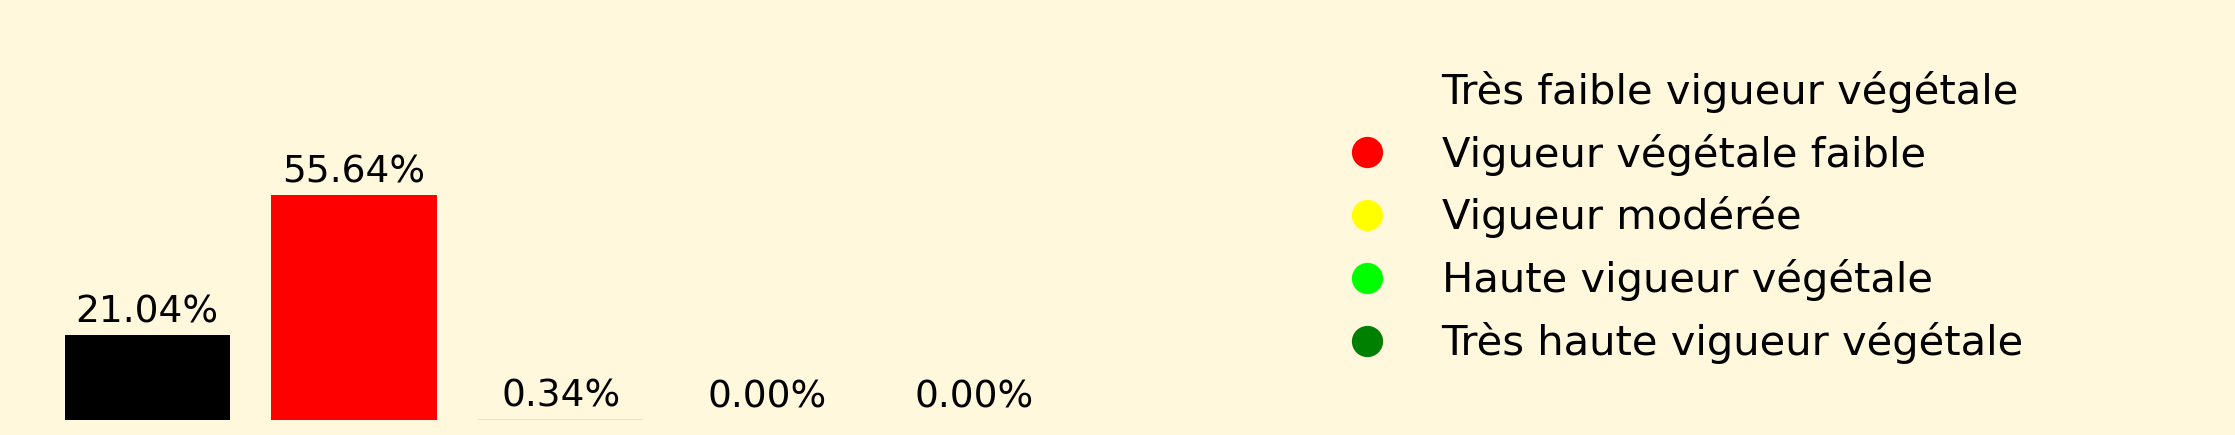 21.04%
55.64%
0.34%
0.00%
0.00%
Très faible vigueur végétale
Vigueur végétale faible
Vigueur modérée
Haute vigueur végétale
Très haute vigueur végétale